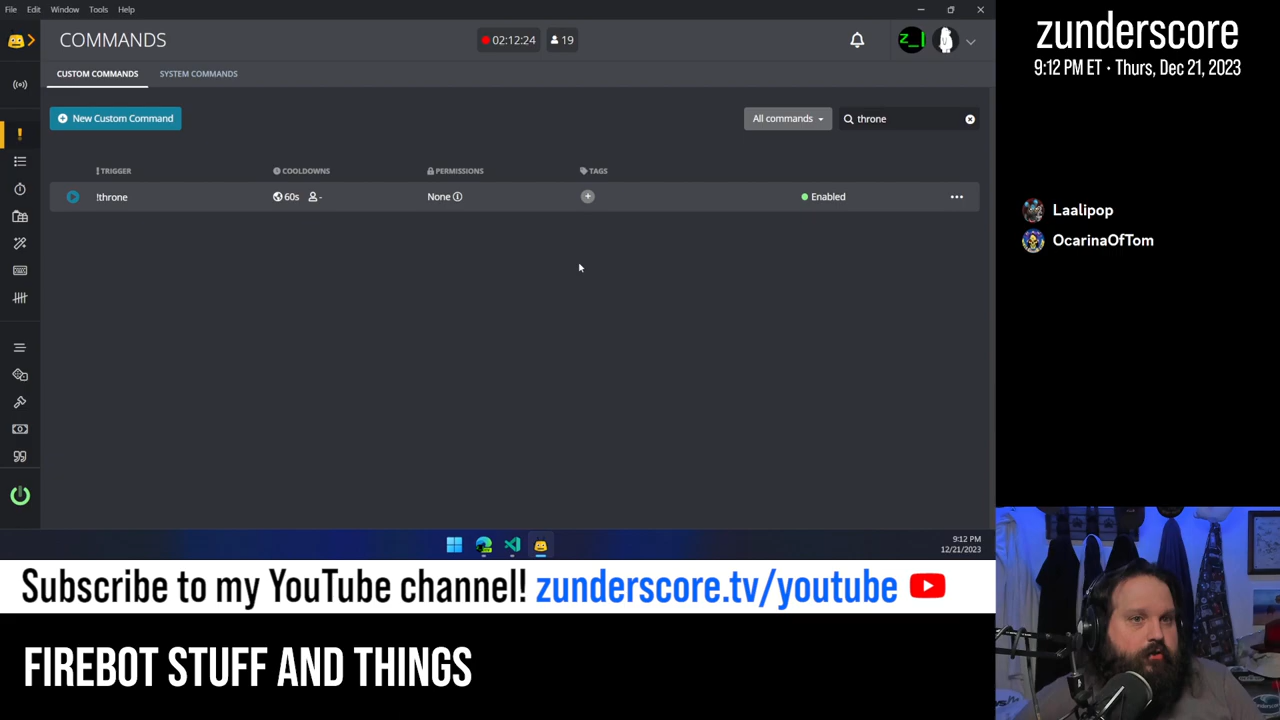 File Edit Window Tools Help
COMMANDS
02:12:24
19
z_|
CUSTOM COMMANDS
SYSTEM COMMANDS
New Custom Command
All commands
throne
TRIGGER
COOLDOWNS
PERMISSIONS
TAGS
!throne
60s
-
None
Enabled
9:12 PM
12/21/2023
zunderscore
9:12 PM ET • Thurs, Dec 21, 2023
Laalipop
OcarinaOfTom
Subscribe to my YouTube channel! zunderscore.tv/youtube
FIREBOT STUFF AND THINGS